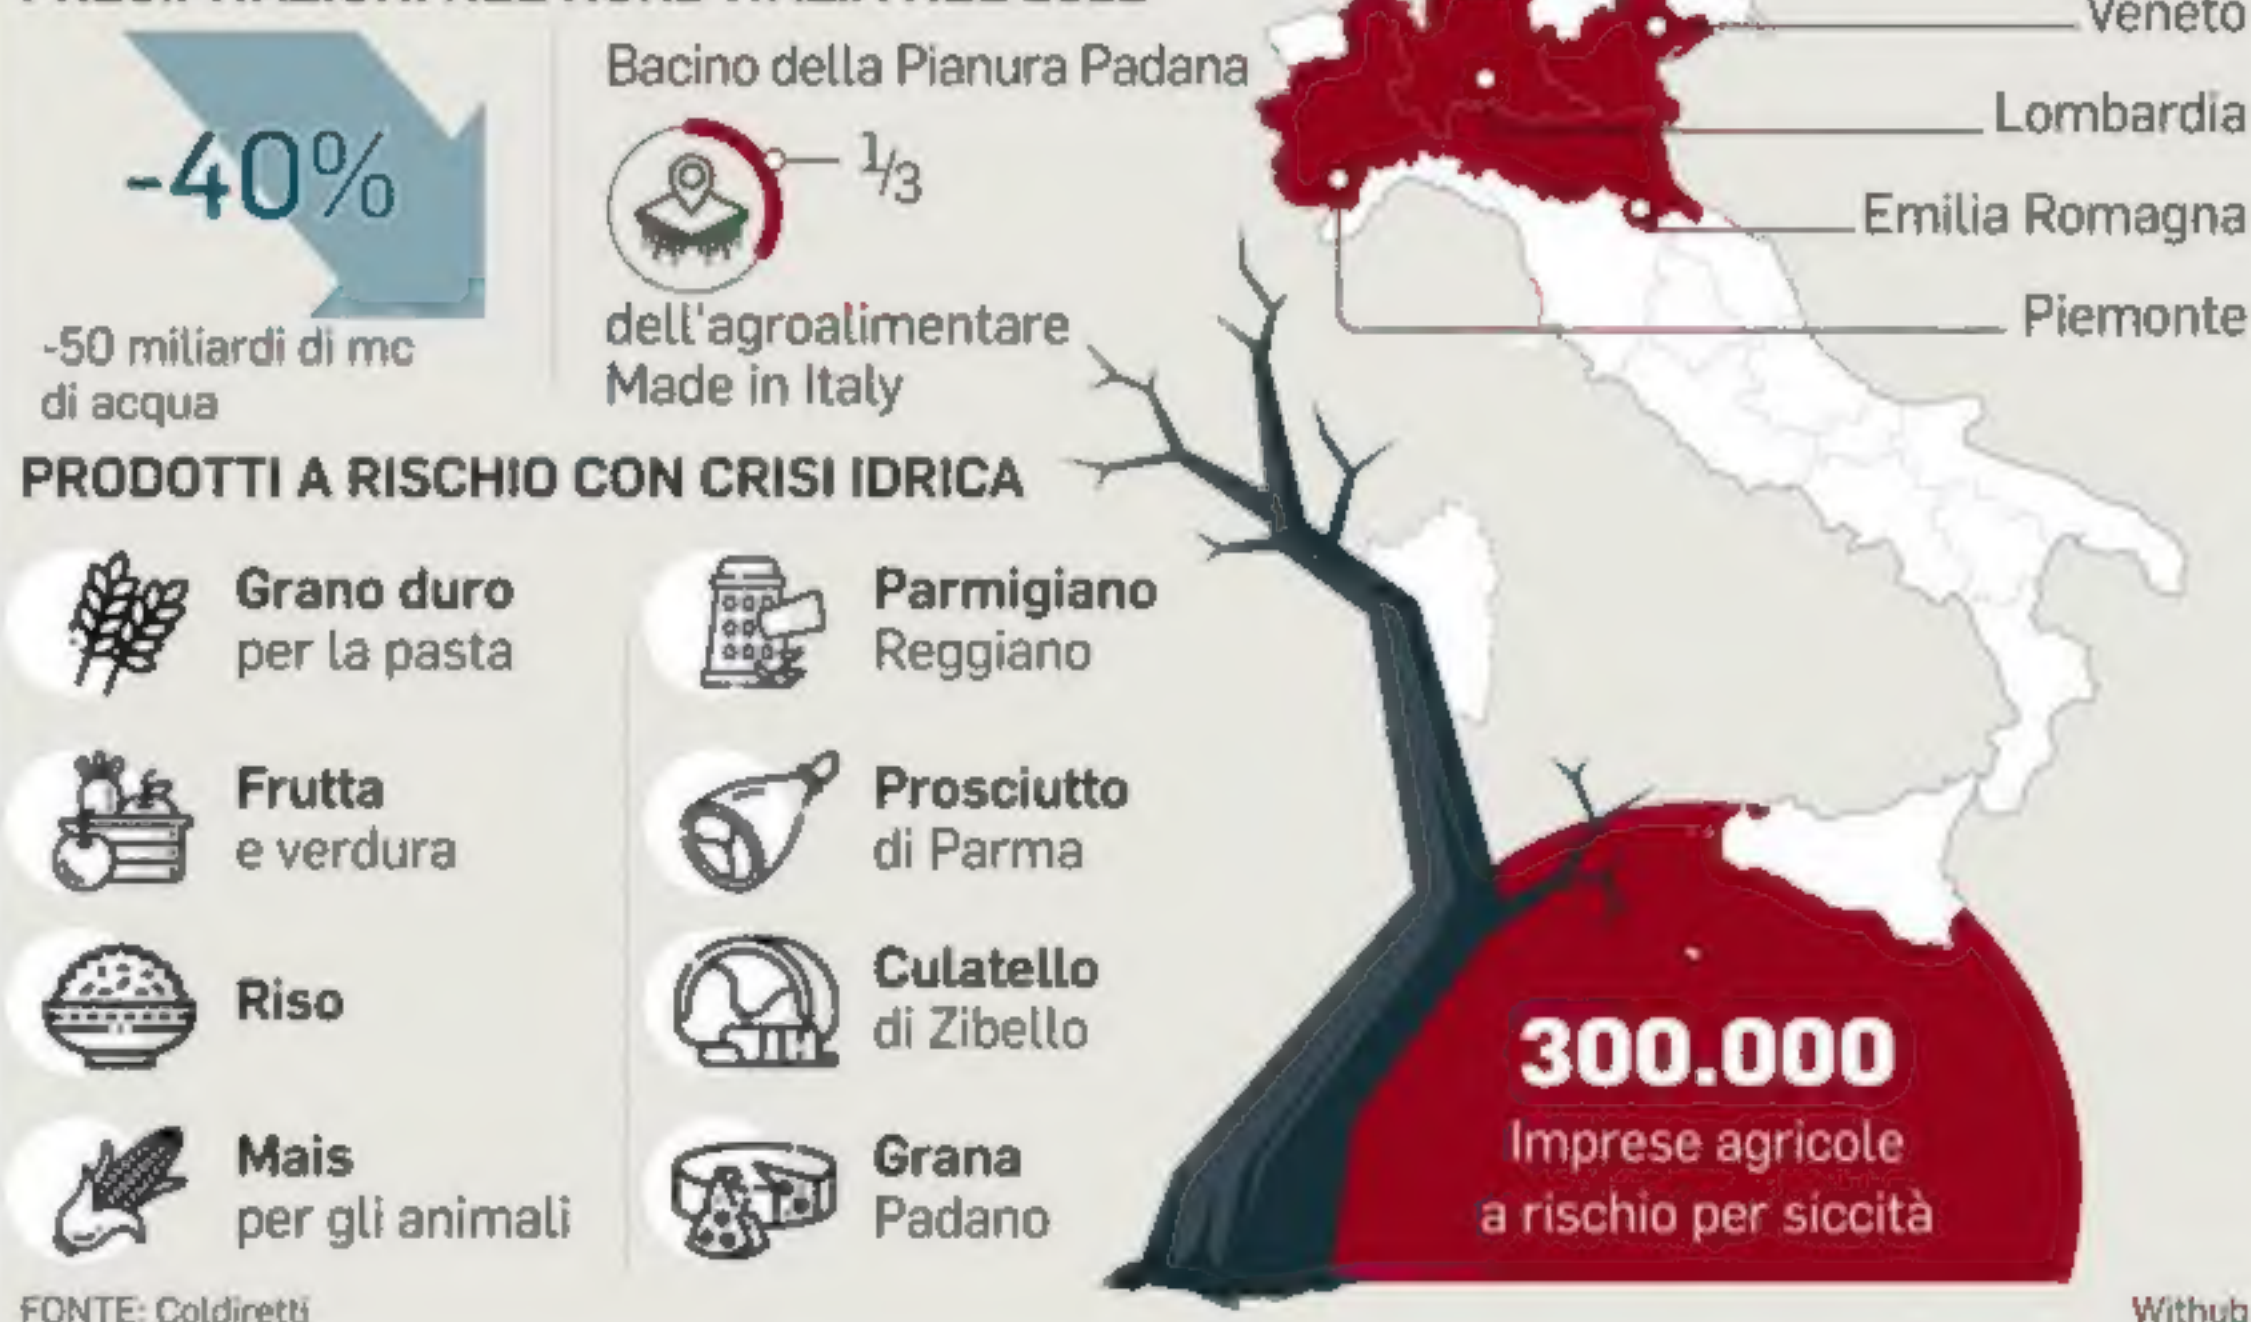 -40%
-50 miliardi di mc
di acqua
Bacino della Pianura Padana
1/3
dell'agroalimentare
Made in Italy
Veneto
Lombardia
Emilia Romagna
Piemonte
PRODOTTI A RISCHIO CON CRISI IDRICA
Grano duro
per la pasta
Frutta
e verdura
Riso
Mais
per gli animali
Parmigiano
Reggiano
Prosciutto
di Parma
Culatello
di Zibello
Grana
Padano
300.000
Imprese agricole
a rischio per siccità
FONTE: Coldiretti
Withub